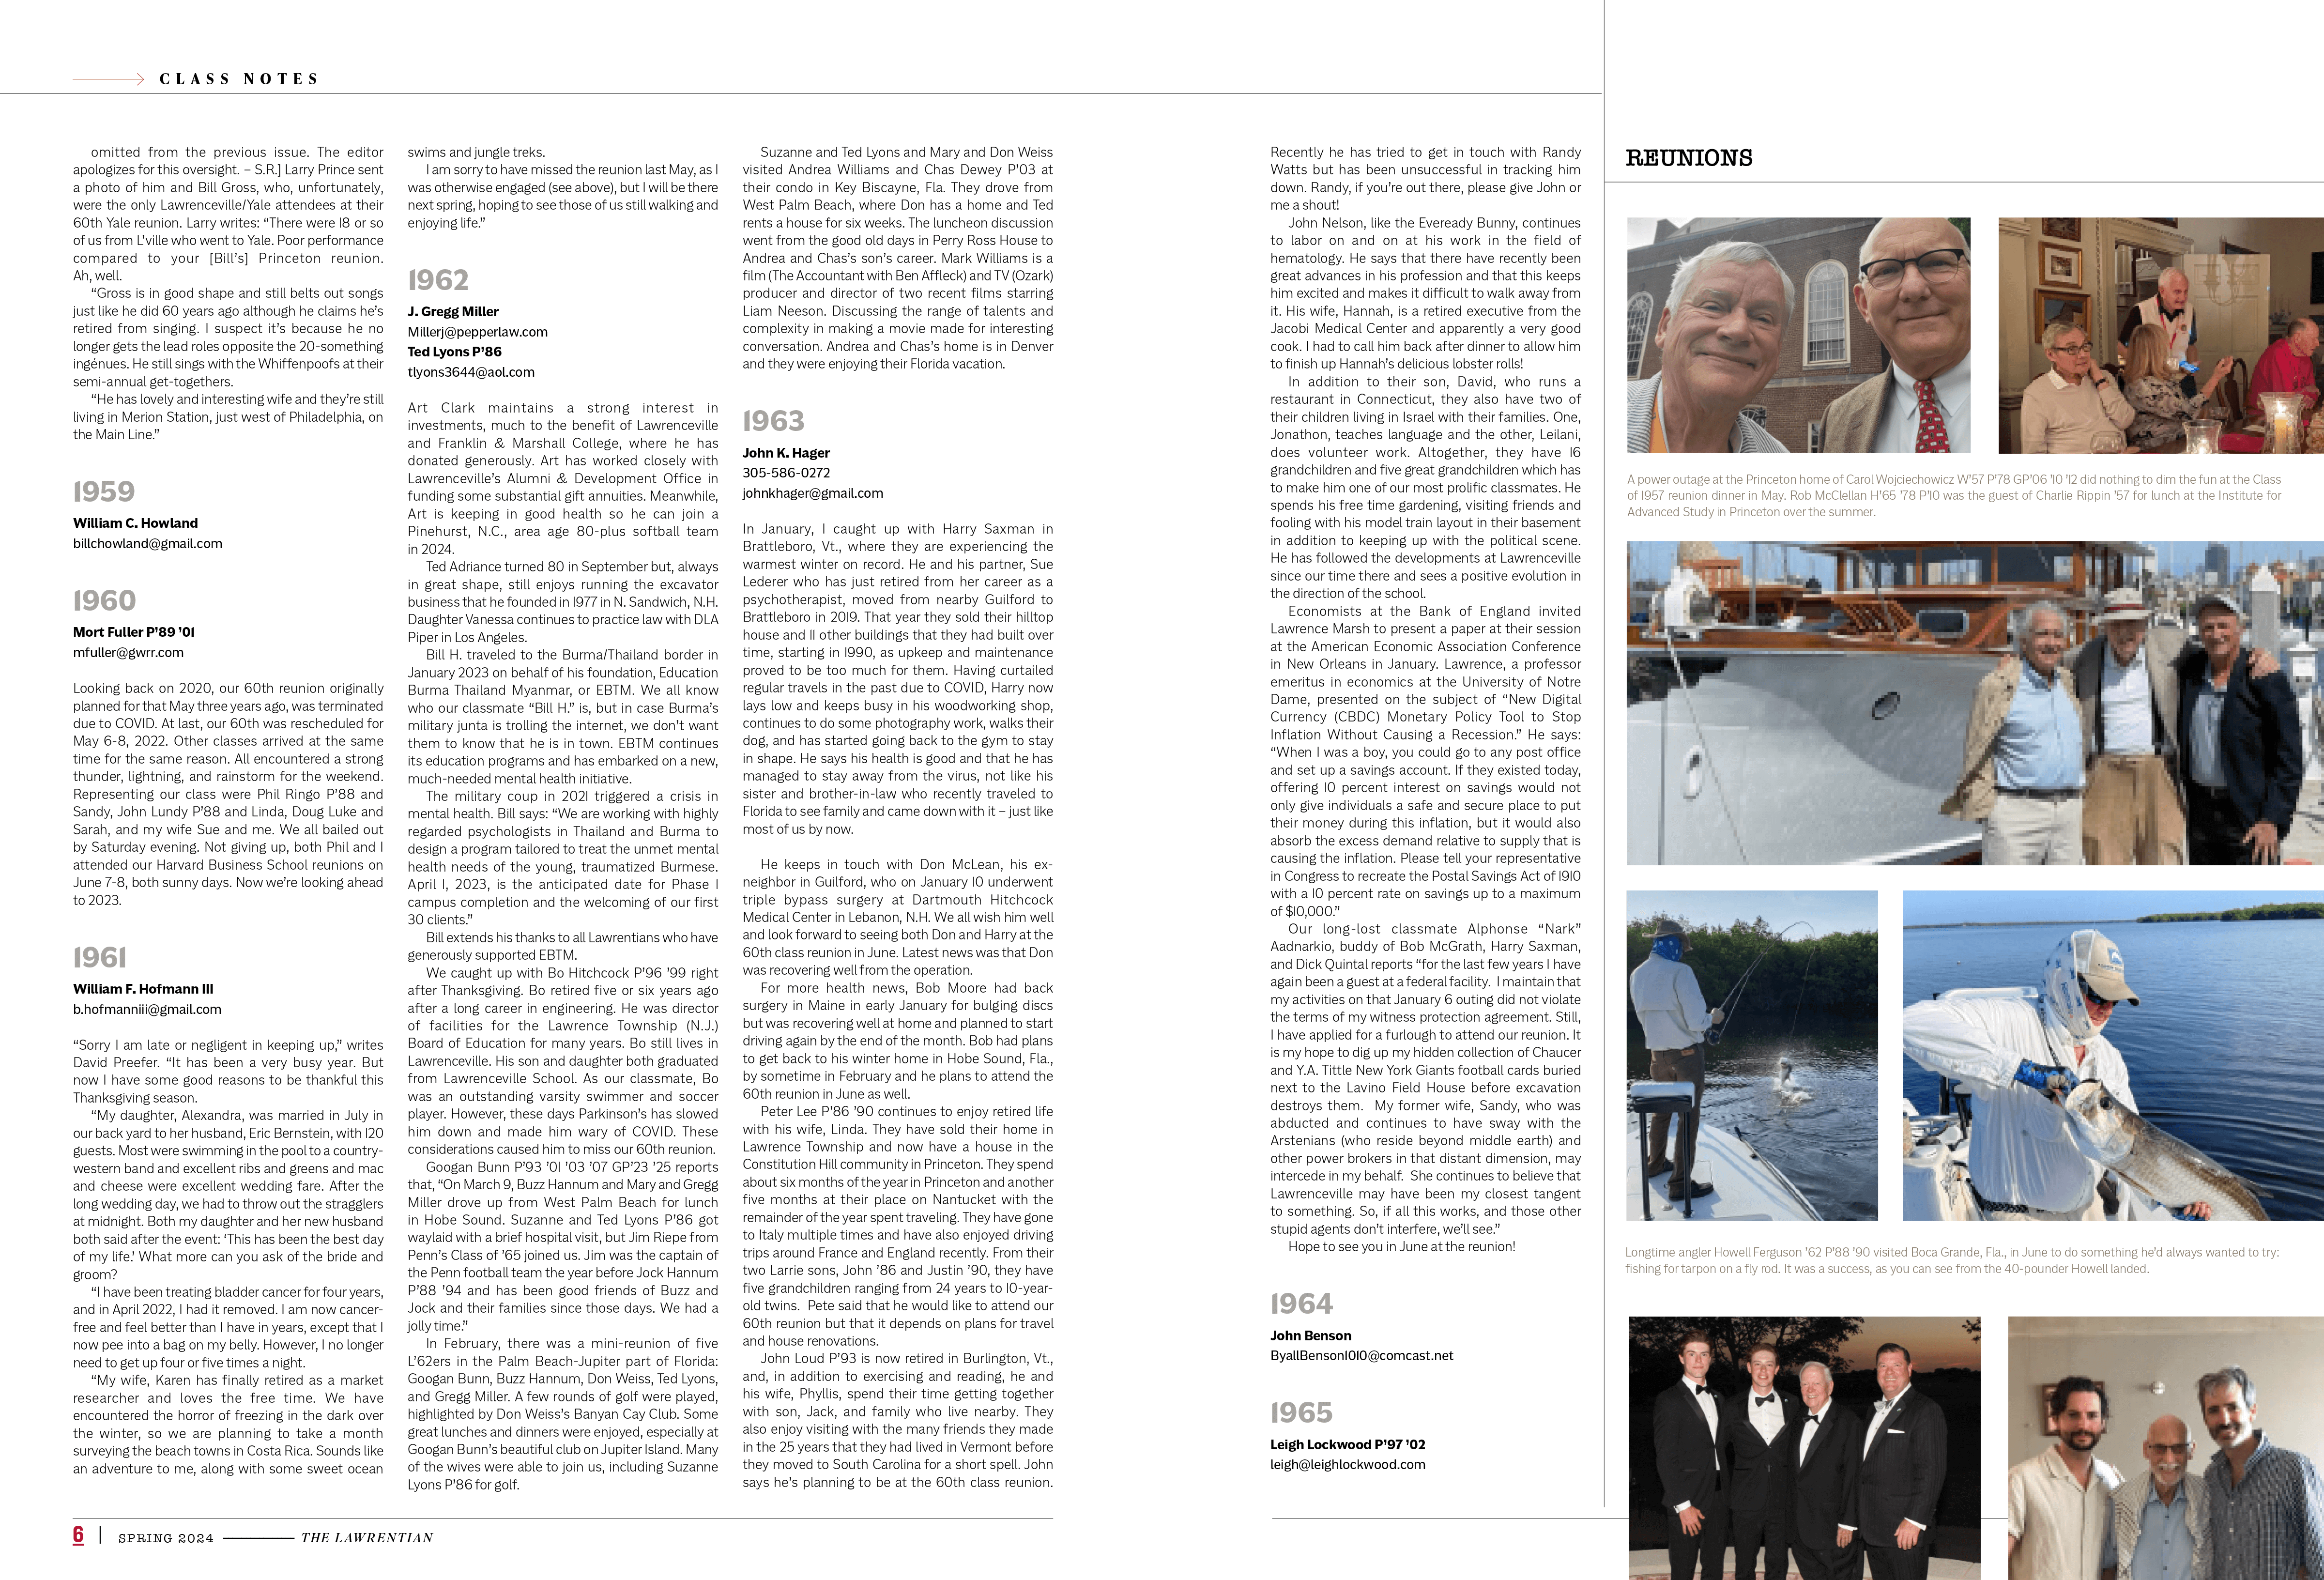 CLASS NOTES
omitted from the previous issue. The editor
apologizes for this oversight. – S.R.] Larry Prince sent
a photo of him and Bill Gross, who, unfortunately,
were the only Lawrenceville/Yale attendees at their
60th Yale reunion. Larry writes: “There were 18 or so
of us from L’ville who went to Yale. Poor performance
compared to your [Bill’s] Princeton reunion.
Ah, well.
“Gross is in good shape and still belts out songs
just like he did 60 years ago although he claims he’s
retired from singing. I suspect it’s because he no
longer gets the lead roles opposite the 20-something
ingénues. He still sings with the Whiffenpoofs at their
semi-annual get-togethers.
“He has lovely and interesting wife and they’re still
living in Merion Station, just west of Philadelphia, on
the Main Line.”
1959
William C. Howland
billchowland@gmail.com
1960
Mort Fuller P’89 ’01
mfuller@gwrr.com
Looking back on 2020, our 60th reunion originally
planned for that May three years ago, was terminated
due to COVID. At last, our 60th was rescheduled for
May 6-8, 2022. Other classes arrived at the same
time for the same reason. All encountered a strong
thunder, lightning, and rainstorm for the weekend.
Representing our class were Phil Ringo P’88 and
Sandy, John Lundy P’88 and Linda, Doug Luke and
Sarah, and my wife Sue and me. We all bailed out
by Saturday evening. Not giving up, both Phil and I
attended our Harvard Business School reunions on
June 7-8, both sunny days. Now we’re looking ahead
to 2023.
1961
William F. Hofmann III
b.hofmanniii@gmail.com
“Sorry I am late or negligent in keeping up,” writes
David Preefer. “It has been a very busy year. But
now I have some good reasons to be thankful this
Thanksgiving season.
“My daughter, Alexandra, was married in July in
our back yard to her husband, Eric Bernstein, with 120
guests. Most were swimming in the pool to a country-
western band and excellent ribs and greens and mac
and cheese were excellent wedding fare. After the
long wedding day, we had to throw out the stragglers
at midnight. Both my daughter and her new husband
both said after the event: ‘This has been the best day
of my life.’ What more can you ask of the bride and
groom?
“I have been treating bladder cancer for four years,
and in April 2022, I had it removed. I am now cancer-
free and feel better than I have in years, except that I
now pee into a bag on my belly. However, I no longer
need to get up four or five times a night.
“My wife, Karen has finally retired as a market
researcher and loves the free time. We have
encountered the horror of freezing in the dark over
the winter, so we are planning to take a month
surveying the beach towns in Costa Rica. Sounds like
an adventure to me, along with some sweet ocean
swims and jungle treks.
I am sorry to have missed the reunion last May, as I
was otherwise engaged (see above), but I will be there
next spring, hoping to see those of us still walking and
enjoying life.”
1962
J. Gregg Miller
Millerj@pepperlaw.com
Ted Lyons P’86
tlyons3644@aol.com
Art Clark maintains a strong interest in
investments, much to the benefit of Lawrenceville
and Franklin & Marshall College, where he has
donated generously. Art has worked closely with
Lawrenceville’s Alumni & Development Office in
funding some substantial gift annuities. Meanwhile,
Art is keeping in good health so he can join a
Pinehurst, N.C., area age 80-plus softball team
in 2024.
Ted Adriance turned 80 in September but, always
in great shape, still enjoys running the excavator
business that he founded in 1977 in N. Sandwich, N.H.
Daughter Vanessa continues to practice law with DLA
Piper in Los Angeles.
Bill H. traveled to the Burma/Thailand border in
January 2023 on behalf of his foundation, Education
Burma Thailand Myanmar, or EBTM. We all know
who our classmate “Bill H.” is, but in case Burma’s
military junta is trolling the internet, we don’t want
them to know that he is in town. EBTM continues
its education programs and has embarked on a new,
much-needed mental health initiative.
The military coup in 2021 triggered a crisis in
mental health. Bill says: “We are working with highly
regarded psychologists in Thailand and Burma to
design a program tailored to treat the unmet mental
health needs of the young, traumatized Burmese.
April 1, 2023, is the anticipated date for Phase I
campus completion and the welcoming of our first
30 clients.”
Bill extends his thanks to all Lawrentians who have
generously supported EBTM.
We caught up with Bo Hitchcock P’96 ’99 right
after Thanksgiving. Bo retired five or six years ago
after a long career in engineering. He was director
of facilities for the Lawrence Township (N.J.)
Board of Education for many years. Bo still lives in
Lawrenceville. His son and daughter both graduated
from Lawrenceville School. As our classmate, Bo
was an outstanding varsity swimmer and soccer
player. However, these days Parkinson’s has slowed
him down and made him wary of COVID. These
considerations caused him to miss our 60th reunion.
Googan Bunn P’93 ’01 ’03 ’07 GP’23 ’25 reports
that, “On March 9, Buzz Hannum and Mary and Gregg
Miller drove up from West Palm Beach for lunch
in Hobe Sound. Suzanne and Ted Lyons P’86 got
waylaid with a brief hospital visit, but Jim Riepe from
Penn’s Class of ’65 joined us. Jim was the captain of
the Penn football team the year before Jock Hannum
P’88 ’94 and has been good friends of Buzz and
Jock and their families since those days. We had a
jolly time.”
In February, there was a mini-reunion of five
L’62ers in the Palm Beach-Jupiter part of Florida:
Googan Bunn, Buzz Hannum, Don Weiss, Ted Lyons,
and Gregg Miller. A few rounds of golf were played,
highlighted by Don Weiss’s Banyan Cay Club. Some
great lunches and dinners were enjoyed, especially at
Googan Bunn’s beautiful club on Jupiter Island. Many
of the wives were able to join us, including Suzanne
Lyons P’86 for golf.
Suzanne and Ted Lyons and Mary and Don Weiss
visited Andrea Williams and Chas Dewey P’03 at
their condo in Key Biscayne, Fla. They drove from
West Palm Beach, where Don has a home and Ted
rents a house for six weeks. The luncheon discussion
went from the good old days in Perry Ross House to
Andrea and Chas’s son’s career. Mark Williams is a
film (The Accountant with Ben Affleck) and TV (Ozark)
producer and director of two recent films starring
Liam Neeson. Discussing the range of talents and
complexity in making a movie made for interesting
conversation. Andrea and Chas’s home is in Denver
and they were enjoying their Florida vacation.
1963
John K. Hager
305-586-0272
johnkhager@gmail.com
In January, I caught up with Harry Saxman in
Brattleboro, Vt., where they are experiencing the
warmest winter on record. He and his partner, Sue
Lederer who has just retired from her career as a
psychotherapist, moved from nearby Guilford to
Brattleboro in 2019. That year they sold their hilltop
house and 11 other buildings that they had built over
time, starting in 1990, as upkeep and maintenance
proved to be too much for them. Having curtailed
regular travels in the past due to COVID, Harry now
lays low and keeps busy in his woodworking shop,
continues to do some photography work, walks their
dog, and has started going back to the gym to stay
in shape. He says his health is good and that he has
managed to stay away from the virus, not like his
sister and brother-in-law who recently traveled to
Florida to see family and came down with it – just like
most of us by now.
He keeps in touch with Don McLean, his ex-
neighbor in Guilford, who on January 10 underwent
triple bypass surgery at Dartmouth Hitchcock
Medical Center in Lebanon, N.H. We all wish him well
and look forward to seeing both Don and Harry at the
60th class reunion in June. Latest news was that Don
was recovering well from the operation.
For more health news, Bob Moore had back
surgery in Maine in early January for bulging discs
but was recovering well at home and planned to start
driving again by the end of the month. Bob had plans
to get back to his winter home in Hobe Sound, Fla.,
by sometime in February and he plans to attend the
60th reunion in June as well.
Peter Lee P’86 ’90 continues to enjoy retired life
with his wife, Linda. They have sold their home in
Lawrence Township and now have a house in the
Constitution Hill community in Princeton. They spend
about six months of the year in Princeton and another
five months at their place on Nantucket with the
remainder of the year spent traveling. They have gone
to Italy multiple times and have also enjoyed driving
trips around France and England recently. From their
two Larrie sons, John ’86 and Justin ’90, they have
five grandchildren ranging from 24 years to 10-year-
old twins. Pete said that he would like to attend our
60th reunion but that it depends on plans for travel
and house renovations.
John Loud P’93 is now retired in Burlington, Vt.,
and, in addition to exercising and reading, he and
his wife, Phyllis, spend their time getting together
with son, Jack, and family who live nearby. They
also enjoy visiting with the many friends they made
in the 25 years that they had lived in Vermont before
they moved to South Carolina for a short spell. John
says he’s planning to be at the 60th class reunion.
Recently he has tried to get in touch with Randy
Watts but has been unsuccessful in tracking him
down. Randy, if you’re out there, please give John or
me a shout!
John Nelson, like the Eveready Bunny, continues
to labor on and on at his work in the field of
hematology. He says that there have recently been
great advances in his profession and that this keeps
him excited and makes it difficult to walk away from
it. His wife, Hannah, is a retired executive from the
Jacobi Medical Center and apparently a very good
cook. I had to call him back after dinner to allow him
to finish up Hannah’s delicious lobster rolls!
In addition to their son, David, who runs a
restaurant in Connecticut, they also have two of
their children living in Israel with their families. One,
Jonathon, teaches language and the other, Leilani,
does volunteer work. Altogether, they have 16
grandchildren and five great grandchildren which has
to make him one of our most prolific classmates. He
spends his free time gardening, visiting friends and
fooling with his model train layout in their basement
in addition to keeping up with the political scene.
He has followed the developments at Lawrenceville
since our time there and sees a positive evolution in
the direction of the school.
Economists at the Bank of England invited
Lawrence Marsh to present a paper at their session
at the American Economic Association Conference
in New Orleans in January. Lawrence, a professor
emeritus in economics at the University of Notre
Dame, presented on the subject of “New Digital
Currency (CBDC) Monetary Policy Tool to Stop
Inflation Without Causing a Recession.” He says:
“When I was a boy, you could go to any post office
and set up a savings account. If they existed today,
offering 10 percent interest on savings would not
only give individuals a safe and secure place to put
their money during this inflation, but it would also
absorb the excess demand relative to supply that is
causing the inflation. Please tell your representative
in Congress to recreate the Postal Savings Act of 1910
with a 10 percent rate on savings up to a maximum
of $10,000.”
Our long-lost classmate Alphonse “Nark”
Aadnarkio, buddy of Bob McGrath, Harry Saxman,
and Dick Quintal reports “for the last few years I have
again been a guest at a federal facility. I maintain that
my activities on that January 6 outing did not violate
the terms of my witness protection agreement. Still,
I have applied for a furlough to attend our reunion. It
is my hope to dig up my hidden collection of Chaucer
and Y.A. Tittle New York Giants football cards buried
next to the Lavino Field House before excavation
destroys them. My former wife, Sandy, who was
abducted and continues to have sway with the
Arstenians (who reside beyond middle earth) and
other power brokers in that distant dimension, may
intercede in my behalf. She continues to believe that
Lawrenceville may have been my closest tangent
to something. So, if all this works, and those other
stupid agents don’t interfere, we’ll see.”
Hope to see you in June at the reunion!
1964
John Benson
ByallBenson1010@comcast.net
1965
Leigh Lockwood P’97 ’02
leigh@leighlockwood.com
REUNIONS
A power outage at the Princeton home of Carol Wojciechowicz W’57 P’78 GP’06 ’10 ’12 did nothing to dim the fun at the Class
of 1957 reunion dinner in May. Rob McClellan H’65 ’78 P’10 was the guest of Charlie Rippin ’57 for lunch at the Institute for
Advanced Study in Princeton over the summer.
Longtime angler Howell Ferguson ’62 P’88 ’90 visited Boca Grande, Fla., in June to do something he’d always wanted to try:
fishing for tarpon on a fly rod. It was a success, as you can see from the 40-pounder Howell landed.
6 SPRING 2024 THE LAWRENTIAN